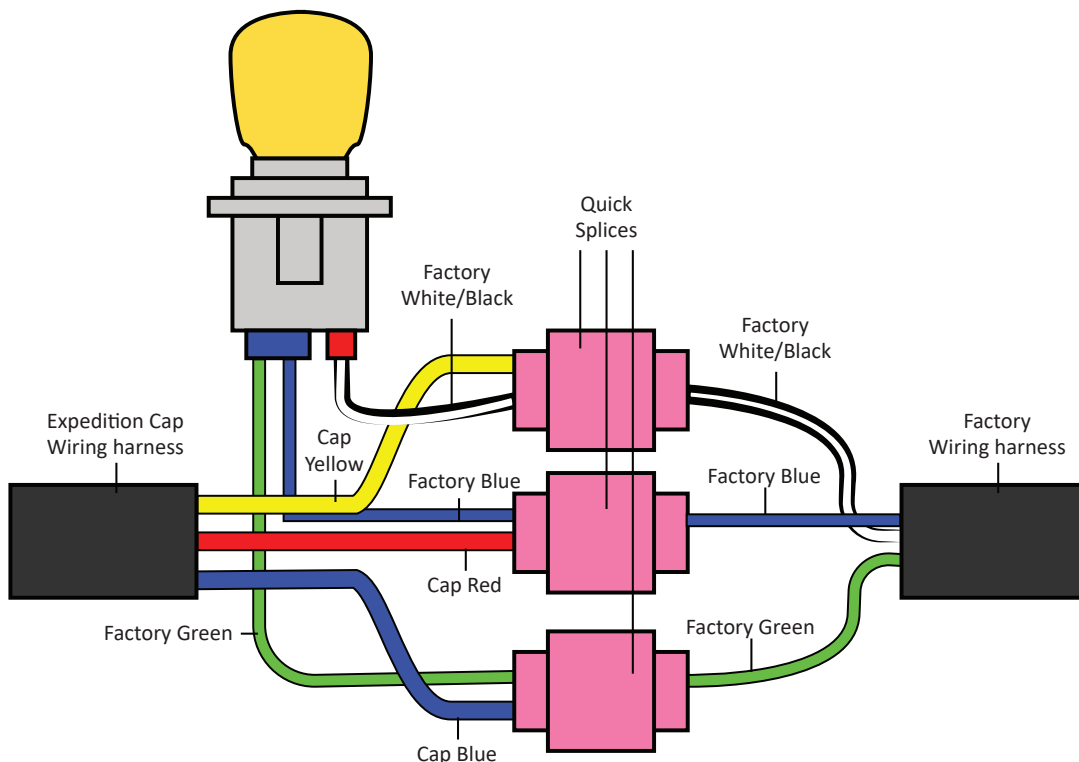 Quick
Splices
Factory
White/Black
Factory
White/Black
Expedition Cap
Wiring harness
Factory
Wiring harness
Cap
Yellow
Factory Blue
Factory Blue
Cap Red
Factory Green
Factory Green
Cap Blue